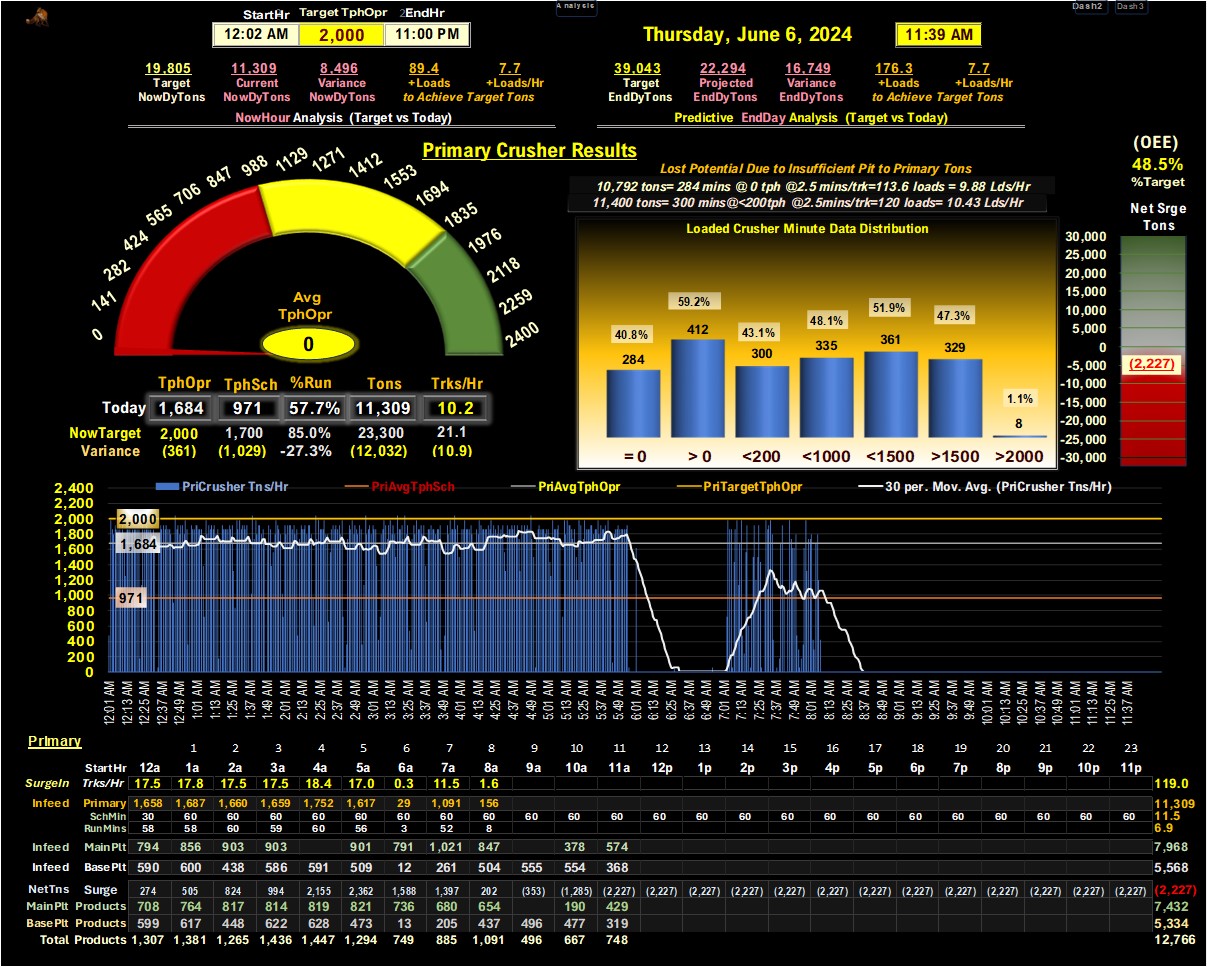 Analysis
Dash2 Dash3
StartHr Target TphOpr 2EndHr
12:02 AM 2,000 11:00 PM
Thursday, June 6, 2024 11:39 AM
19,805 11,309 8,496 89.4 7.7
Target Current Variance +Loads +Loads/Hr
NowDyTons NowDyTons NowDyTons to Achieve Target Tons
NowHour Analysis (Target vs Today)
39,043 22,294 16,749 176.3 7.7
Target Projected Variance +Loads +Loads/Hr
EndDyTons EndDyTons EndDyTons to Achieve Target Tons
Predictive EndDay Analysis (Target vs Today)
Primary Crusher Results
0 141 282 424 565 706 847 988 1129 1271 1412 1553 1694 1835 1976 2118 2259 2400
Avg
TphOpr
0
TphOpr TphSch %Run Tons Trks/Hr
Today 1,684 971 57.7% 11,309 10.2
NowTarget 2,000 1,700 85.0% 23,300 21.1
Variance (361) (1,029) -27.3% (12,032) (10.9)
Lost Potential Due to Insufficient Pit to Primary Tons
10,792 tons= 284 mins @ 0 tph @2.5 mins/trk=113.6 loads = 9.88 Lds/Hr
11,400 tons= 300 mins@<200tph @2.5mins/trk=120 loads= 10.43 Lds/Hr
Loaded Crusher Minute Data Distribution
40.8% 59.2% 43.1% 48.1% 51.9% 47.3% 1.1%
284 412 300 335 361 329 8
= 0 > 0 <200 <1000 <1500 >1500 >2000
(OEE)
48.5%
%Target
Net Srge
Tons
30,000
25,000
20,000
15,000
10,000
5,000
0
-5,000
(2,227)
-10,000
-15,000
-20,000
-25,000
-30,000
PriCrusher Tns/Hr PriAvgTphSch PriAvgTphOpr PriTargetTphOpr 30 per. Mov. Avg. (PriCrusher Tns/Hr)
2,400
2,200
2,000
1,800
1,600
1,400
1,200
1,000
800
600
400
200
0
2,000
1,684
971
12:01 AM 12:13 AM 12:25 AM 12:37 AM 12:49 AM 1:01 AM 1:13 AM 1:25 AM 1:37 AM 1:49 AM 2:01 AM 2:13 AM 2:25 AM 2:37 AM 2:49 AM 3:01 AM 3:13 AM 3:25 AM 3:37 AM 3:49 AM 4:01 AM 4:13 AM 4:25 AM 4:37 AM 4:49 AM 5:01 AM 5:13 AM 5:25 AM 5:37 AM 5:49 AM 6:01 AM 6:13 AM 6:25 AM 6:37 AM 6:49 AM 7:01 AM 7:13 AM 7:25 AM 7:37 AM 7:49 AM 8:01 AM 8:13 AM 8:25 AM 8:37 AM 8:49 AM 9:01 AM 9:13 AM 9:25 AM 9:37 AM 9:49 AM 10:01 AM 10:13 AM 10:25 AM 10:37 AM 10:49 AM 11:01 AM 11:13 AM 11:25 AM 11:37 AM
Primary
1 2 3 4 5 6 7 8 9 10 11 12 13 14 15 16 17 18 19 20 21 22 23
StartHr 12a 1a 2a 3a 4a 5a 6a 7a 8a 9a 10a 11a 12p 1p 2p 3p 4p 5p 6p 7p 8p 9p 10p 11p
SurgeIn Trks/Hr 17.5 17.8 17.5 17.5 18.4 17.0 0.3 11.5 1.6 119.0
Infeed Primary 1,658 1,687 1,660 1,659 1,752 1,617 29 1,091 156 11,309
SchMin 30 60 60 60 60 60 60 60 60 60 60 60 60 60 60 60 60 60 60 60 60 60 60 60 11.5
RunMins 58 58 60 59 60 56 3 52 8 6.9
Infeed MainPlt 794 856 903 903 901 791 1,021 847 378 574 7,968
Infeed BasePlt 590 600 438 586 591 509 12 261 504 555 554 368 5,568
NetTns Surge 274 505 824 994 2,155 2,362 1,588 1,397 202 (353) (1,285) (2,227) (2,227) (2,227) (2,227) (2,227) (2,227) (2,227) (2,227) (2,227) (2,227) (2,227) (2,227) (2,227) (2,227)
MainPlt Products 708 764 817 814 819 821 736 680 654 190 429 7,432
BasePlt Products 599 617 448 622 628 473 13 205 437 496 477 319 5,334
Total Products 1,307 1,381 1,265 1,436 1,447 1,294 749 885 1,091 496 667 748 12,766